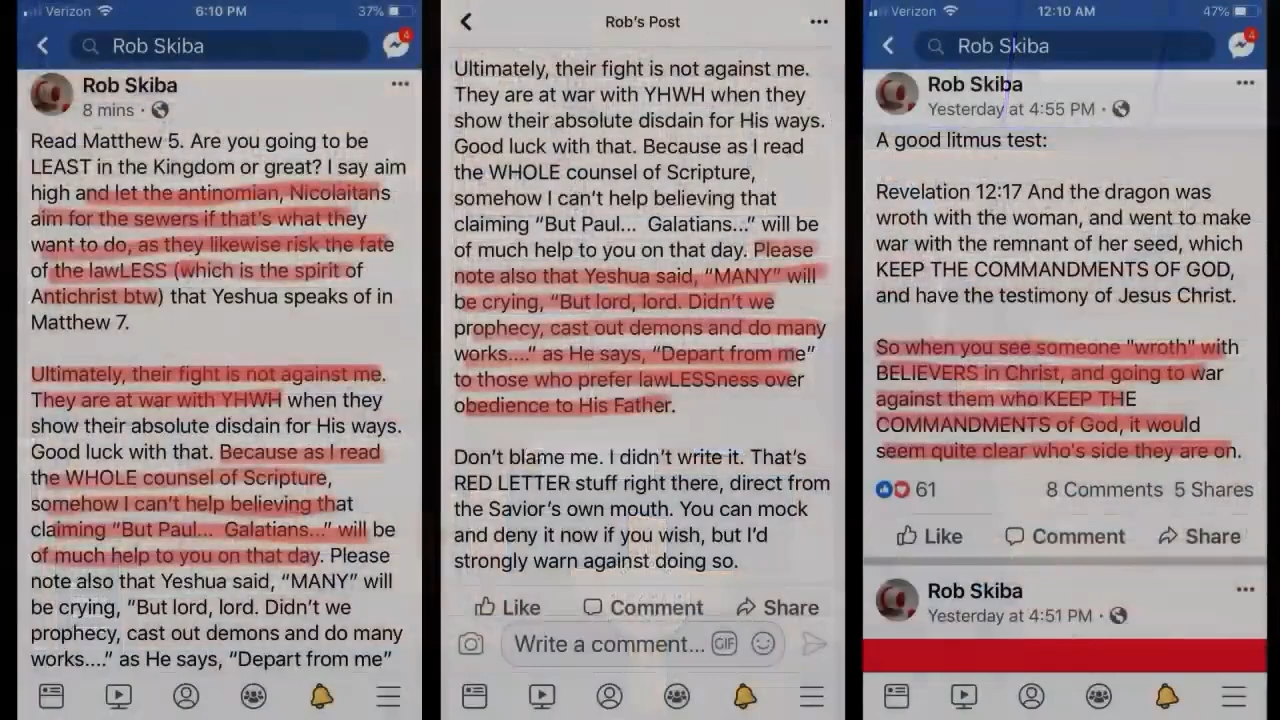 Verizon 6:10 PM 37%
Rob Skiba
4
Rob Skiba
8 mins ·
Read Matthew 5. Are you going to be
LEAST in the Kingdom or great? I say aim
high and let the antinomian, Nicolaitans
aim for the sewers if that's what they
want to do, as they likewise risk the fate
of the lawLESS (which is the spirit of
Antichrist btw) that Yeshua speaks of in
Matthew 7.
Ultimately, their fight is not against me.
They are at war with YHWH when they
show their absolute disdain for His ways.
Good luck with that. Because as I read
the WHOLE counsel of Scripture,
somehow I can't help believing that
claiming “But Paul... Galatians...” will be
of much help to you on that day. Please
note also that Yeshua said, “MANY” will
be crying, “But lord, lord. Didn't we
prophecy, cast out demons and do many
works....” as He says, “Depart from me”
Rob's Post
Ultimately, their fight is not against me.
They are at war with YHWH when they
show their absolute disdain for His ways.
Good luck with that. Because as I read
the WHOLE counsel of Scripture,
somehow I can't help believing that
claiming “But Paul... Galatians...” will be
of much help to you on that day. Please
note also that Yeshua said, “MANY” will
be crying, “But lord, lord. Didn't we
prophecy, cast out demons and do many
works....” as He says, “Depart from me”
to those who prefer lawLESSness over
obedience to His Father.
Don't blame me. I didn't write it. That's
RED LETTER stuff right there, direct from
the Savior's own mouth. You can mock
and deny it now if you wish, but I'd
strongly warn against doing so.
Like Comment Share
Write a comment... GIF
Verizon 12:10 AM 47%
Rob Skiba
4
Rob Skiba
Yesterday at 4:55 PM ·
A good litmus test:
Revelation 12:17 And the dragon was
wroth with the woman, and went to make
war with the remnant of her seed, which
KEEP THE COMMANDMENTS OF GOD,
and have the testimony of Jesus Christ.
So when you see someone "wroth" with
BELIEVERS in Christ, and going to war
against them who KEEP THE
COMMANDMENTS of God, it would
seem quite clear who's side they are on.
61 8 Comments 5 Shares
Like Comment Share
Rob Skiba
Yesterday at 4:51 PM ·